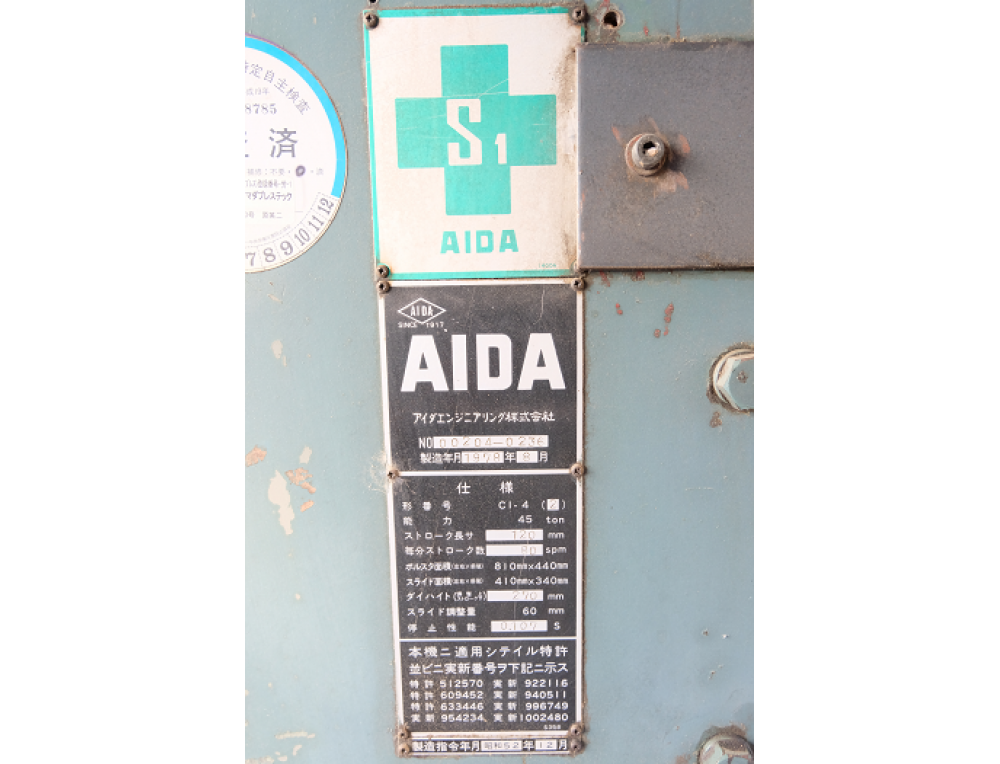 定自主検査
8785
済
マダプレステック
7 8 9 10 11 12
S1
AIDA
AIDA
SINCE 1917
AIDA
アイダエンジニアリング株式会社
NO 00204-0236
製造年月 1978 年 8 月
仕 様
形番号 C1-4 (2)
能 力 45 ton
ストローク長サ 120 mm
毎分ストローク数 80 spm
ボルスタ面積 810mm×440mm
スライド面積 410mm×340mm
ダイハイト 270 mm
スライド調整量 60 mm
停止性能 0.107 S
本機ニ適用シテイル特許
並ビニ実新番号ヲ下記ニ示ス
特許 512570 実新 922116
特許 609452 実新 940511
特許 633446 実新 996749
実新 954234 実新 1002480
製造指令年月 昭和52 年 12 月